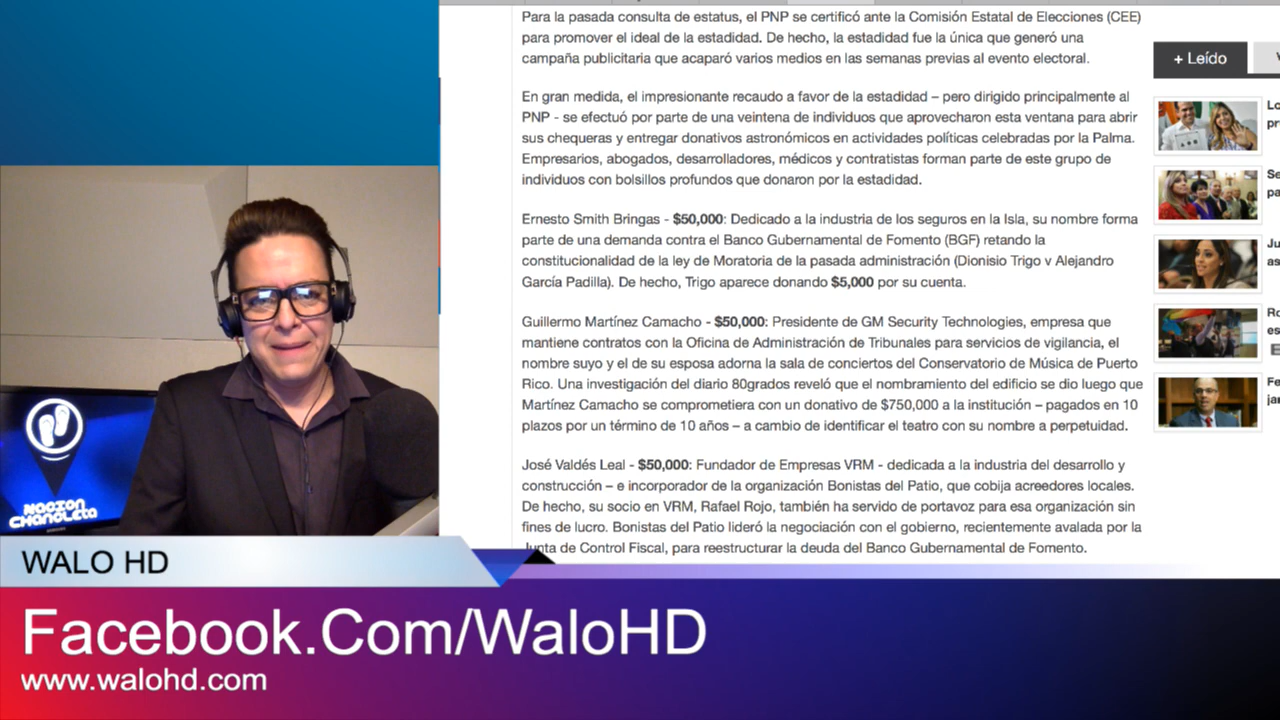 Para la pasada consulta de estatus, el PNP se certificó ante la Comisión Estatal de Elecciones (CEE)
para promover el ideal de la estadidad. De hecho, la estadidad fue la única que generó una
campaña publicitaria que acaparó varios medios en las semanas previas al evento electoral.
En gran medida, el impresionante recaudo a favor de la estadidad – pero dirigido principalmente al
PNP - se efectuó por parte de una veintena de individuos que aprovecharon esta ventana para abrir
sus chequeras y entregar donativos astronómicos en actividades políticas celebradas por la Palma.
Empresarios, abogados, desarrolladores, médicos y contratistas forman parte de este grupo de
individuos con bolsillos profundos que donaron por la estadidad.
Ernesto Smith Bringas - $50,000: Dedicado a la industria de los seguros en la Isla, su nombre forma
parte de una demanda contra el Banco Gubernamental de Fomento (BGF) retando la
constitucionalidad de la ley de Moratoria de la pasada administración (Dionisio Trigo v Alejandro
García Padilla). De hecho, Trigo aparece donando $5,000 por su cuenta.
Guillermo Martínez Camacho - $50,000: Presidente de GM Security Technologies, empresa que
mantiene contratos con la Oficina de Administración de Tribunales para servicios de vigilancia, el
nombre suyo y el de su esposa adorna la sala de conciertos del Conservatorio de Música de Puerto
Rico. Una investigación del diario 80grados reveló que el nombramiento del edificio se dio luego que
Martínez Camacho se comprometiera con un donativo de $750,000 a la institución – pagados en 10
plazos por un término de 10 años – a cambio de identificar el teatro con su nombre a perpetuidad.
José Valdés Leal - $50,000: Fundador de Empresas VRM - dedicada a la industria del desarrollo y
construcción – e incorporador de la organización Bonistas del Patio, que cobija acreedores locales.
De hecho, su socio en VRM, Rafael Rojo, también ha servido de portavoz para esa organización sin
fines de lucro. Bonistas del Patio lideró la negociación con el gobierno, recientemente avalada por la
Junta de Control Fiscal, para reestructurar la deuda del Banco Gubernamental de Fomento.
+ Leído
Lo
pr
Se
pa
Ju
as
Ro
es
Fe
jar
NACION
CHANCLETA
WALO HD
Facebook.Com/WaloHD
www.walohd.com